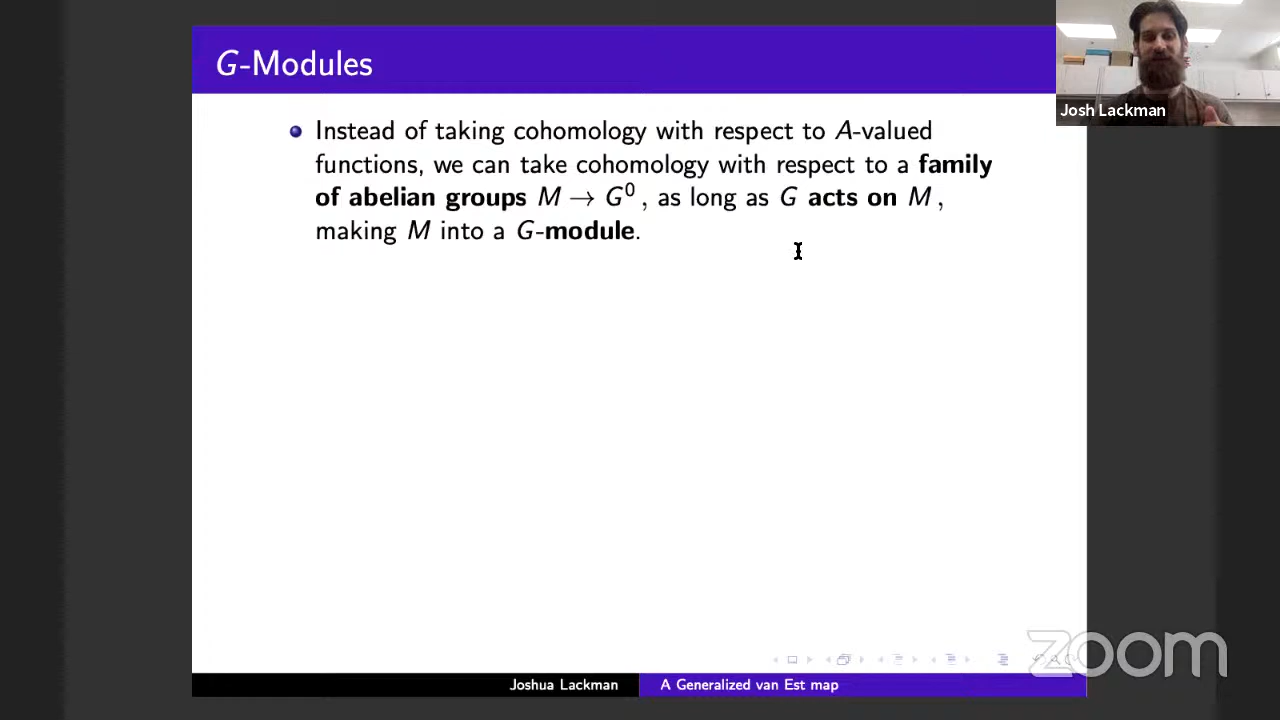 G-Modules
Josh Lackman
Instead of taking cohomology with respect to A-valued
functions, we can take cohomology with respect to a family
of abelian groups M → G⁰ , as long as G acts on M ,
making M into a G-module.
zoom
Joshua Lackman
A Generalized van Est map